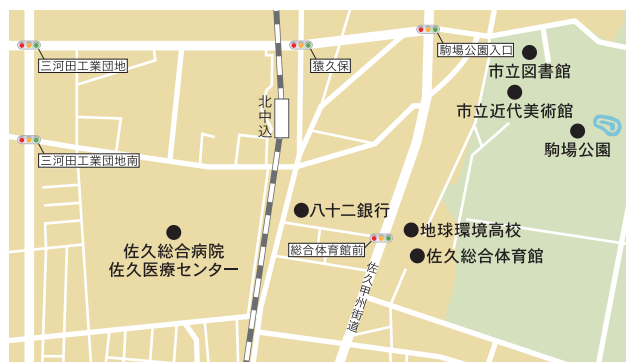 三河田工業団地
猿久保
駒場公園入口
市立図書館
市立近代美術館
駒場公園
北中込
三河田工業団地南
八十二銀行
地球環境高校
総合体育館前
佐久総合体育館
佐久総合病院
佐久医療センター
佐久甲州街道